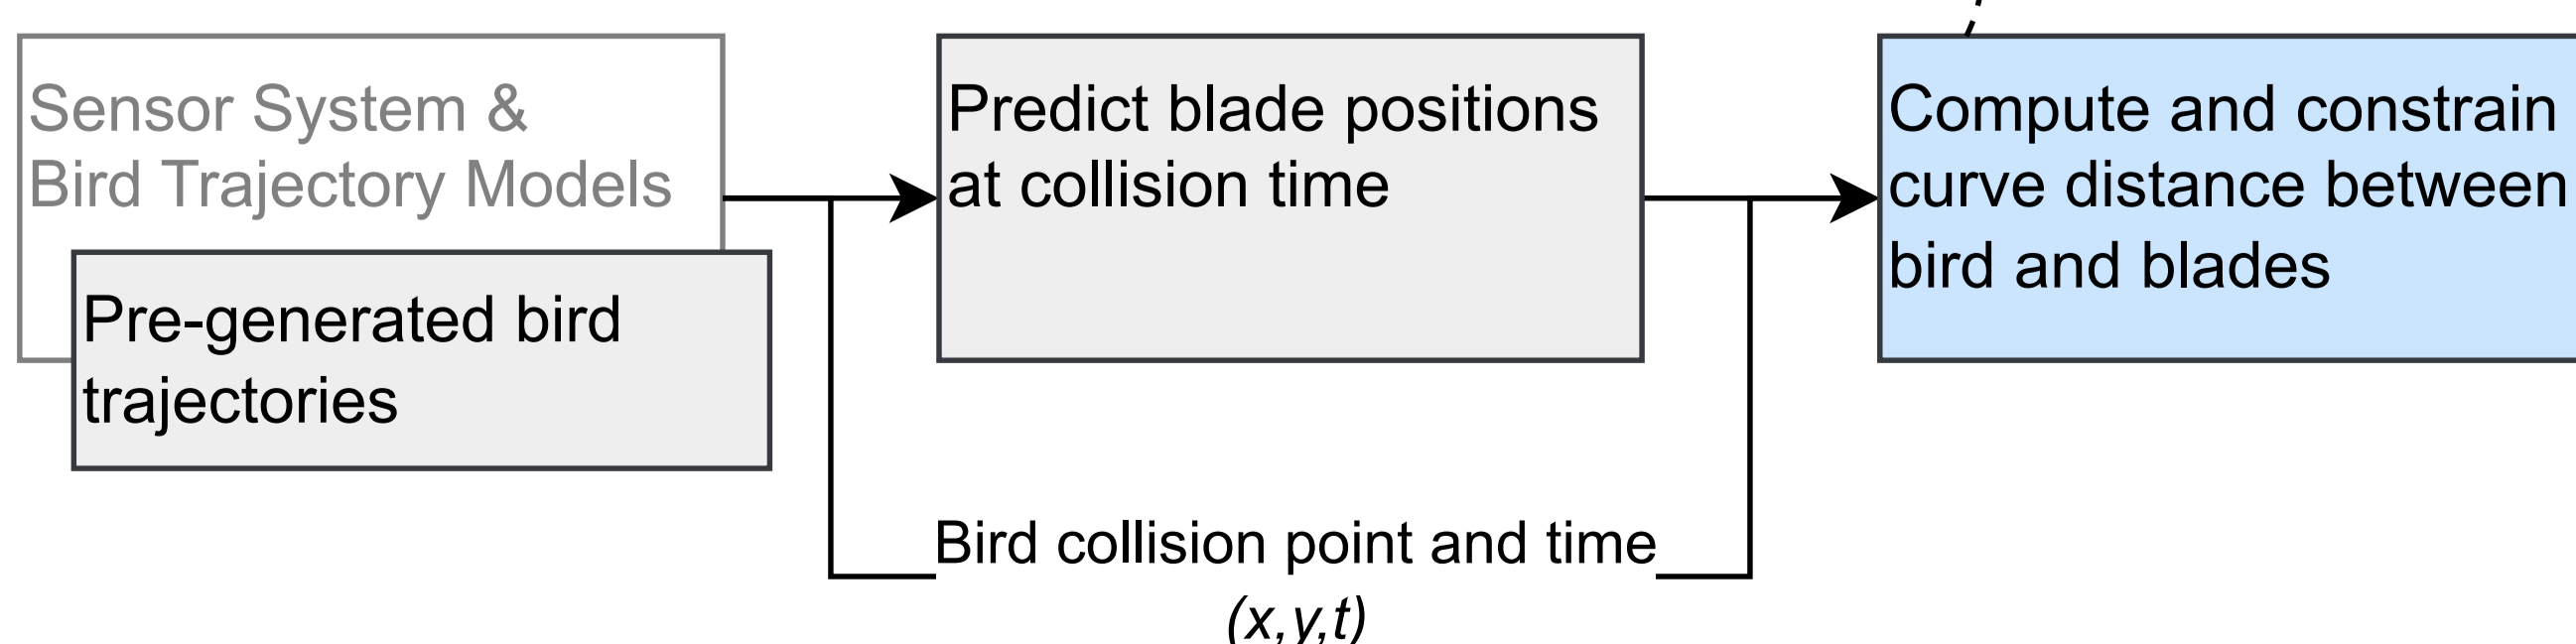 Sensor System &
Bird Trajectory Models
Pre-generated bird
trajectories
Predict blade positions
at collision time
Bird collision point and time
(x,y,t)
Compute and constrain
curve distance between
bird and blades